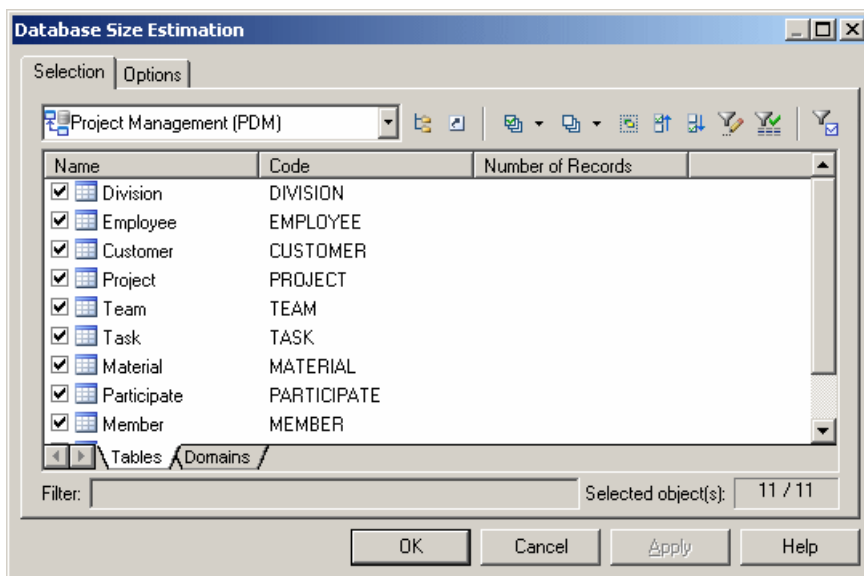 Database Size Estimation
Selection Options
Project Management (PDM)
Name Code Number of Records
Division DIVISION
Employee EMPLOYEE
Customer CUSTOMER
Project PROJECT
Team TEAM
Task TASK
Material MATERIAL
Participate PARTICIPATE
Member MEMBER
Tables Domains
Filter: Selected object(s): 11 / 11
OK Cancel Apply Help